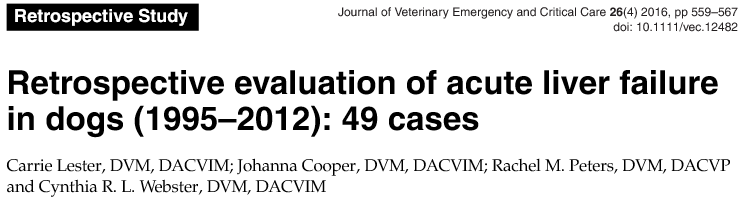 Retrospective Study
Journal of Veterinary Emergency and Critical Care 26(4) 2016, pp 559–567
doi: 10.1111/vec.12482
Retrospective evaluation of acute liver failure
in dogs (1995–2012): 49 cases
Carrie Lester, DVM, DACVIM; Johanna Cooper, DVM, DACVIM; Rachel M. Peters, DVM, DACVP
and Cynthia R. L. Webster, DVM, DACVIM